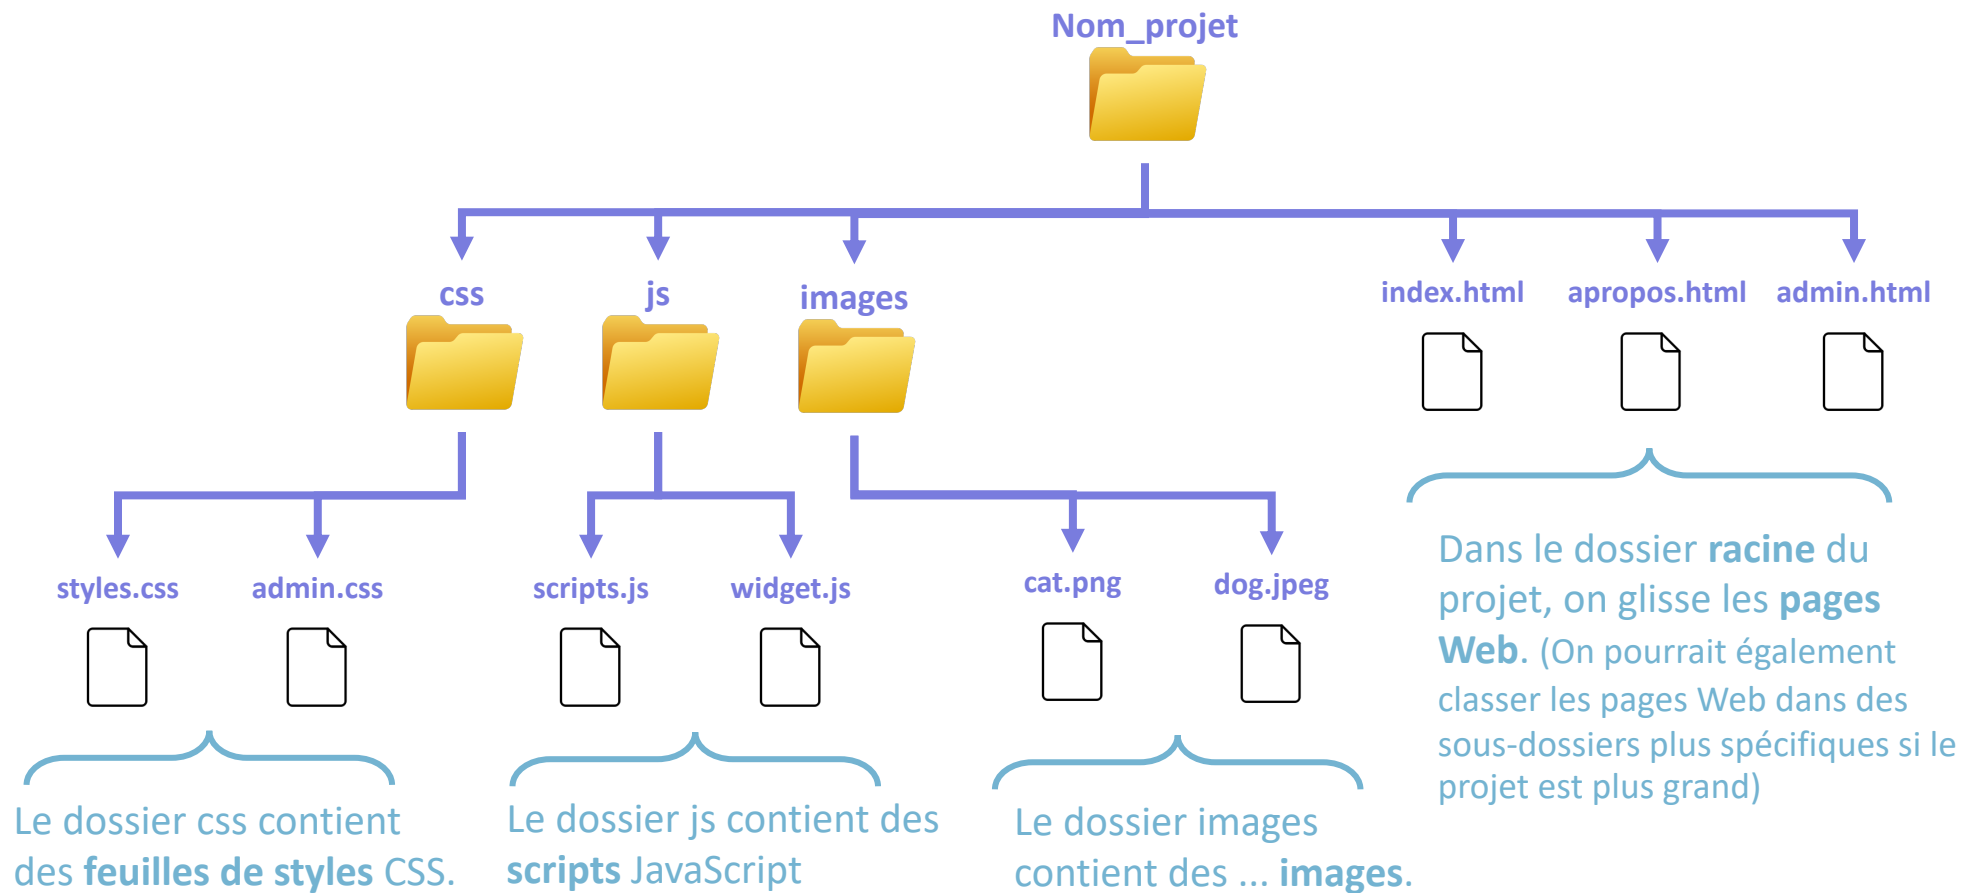 Nom_projet
css
js
images
index.html
apropos.html
admin.html
styles.css
admin.css
scripts.js
widget.js
cat.png
dog.jpeg
Le dossier css contient
des feuilles de styles CSS.
Le dossier js contient des
scripts JavaScript
Le dossier images
contient des ... images.
Dans le dossier racine du
projet, on glisse les pages
Web. (On pourrait également
classer les pages Web dans des
sous-dossiers plus spécifiques si le
projet est plus grand)